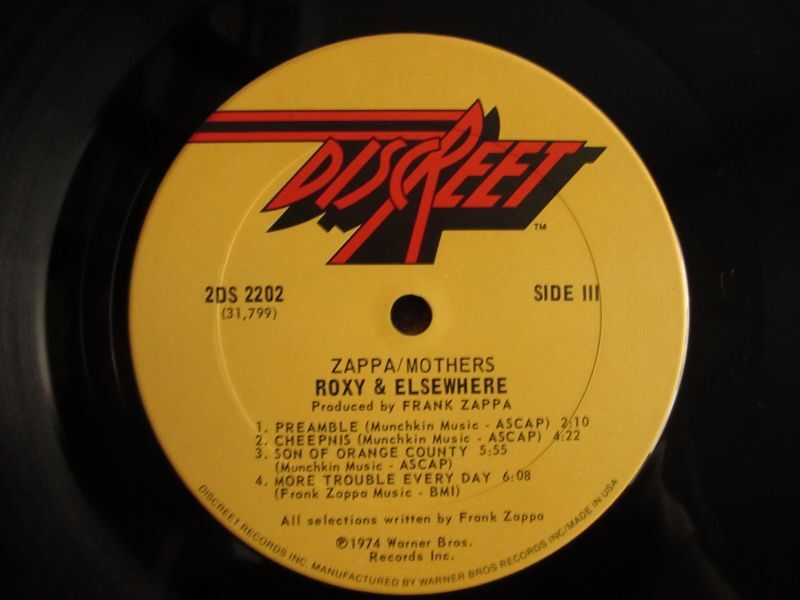 DISCREET
TM
2DS 2202
SIDE III
(31,799)
ZAPPA/MOTHERS
ROXY & ELSEWHERE
Produced by FRANK ZAPPA
1. PREAMBLE (Munchkin Music - ASCAP) 2:10
2. CHEEPNIS (Munchkin Music - ASCAP) 4:22
3. SON OF ORANGE COUNTY 5:55
(Munchkin Music - ASCAP)
4. MORE TROUBLE EVERY DAY 6:08
(Frank Zappa Music - BMI)
All selections written by Frank Zappa
℗1974 Warner Bros.
Records Inc.
DISCREET RECORDS INC. MANUFACTURED BY WARNER BROS RECORDS INC/MADE IN USA